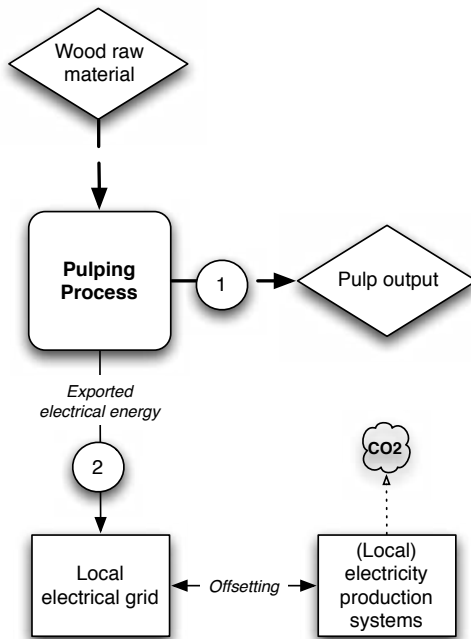 Wood raw
material
Pulping
Process
1
Pulp output
Exported
electrical energy
2
CO2
Local
electrical grid
Offsetting
(Local)
electricity
production
systems